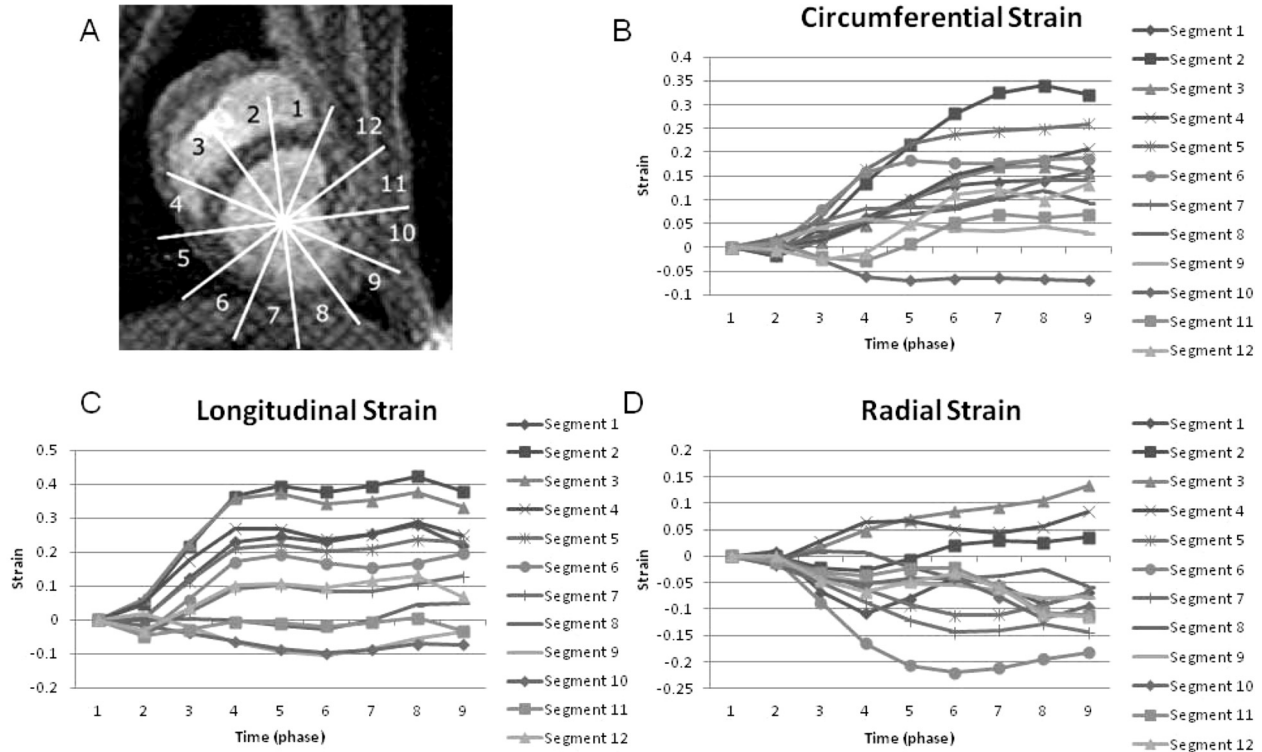 A
1
2
3
12
11
4
10
5
9
6
7
8
B
Circumferential Strain
0.4
0.35
0.3
0.25
0.2
0.15
0.1
0.05
0
-0.05
-0.1
Strain
1 2 3 4 5 6 7 8 9
Time (phase)
Segment 1
Segment 2
Segment 3
Segment 4
Segment 5
Segment 6
Segment 7
Segment 8
Segment 9
Segment 10
Segment 11
Segment 12
C
Longitudinal Strain
0.5
0.4
0.3
0.2
0.1
0
-0.1
-0.2
Strain
1 2 3 4 5 6 7 8 9
Time (phase)
Segment 1
Segment 2
Segment 3
Segment 4
Segment 5
Segment 6
Segment 7
Segment 8
Segment 9
Segment 10
Segment 11
Segment 12
D
Radial Strain
0.2
0.15
0.1
0.05
0
-0.05
-0.1
-0.15
-0.2
-0.25
Strain
1 2 3 4 5 6 7 8 9
Time (phase)
Segment 1
Segment 2
Segment 3
Segment 4
Segment 5
Segment 6
Segment 7
Segment 8
Segment 9
Segment 10
Segment 11
Segment 12